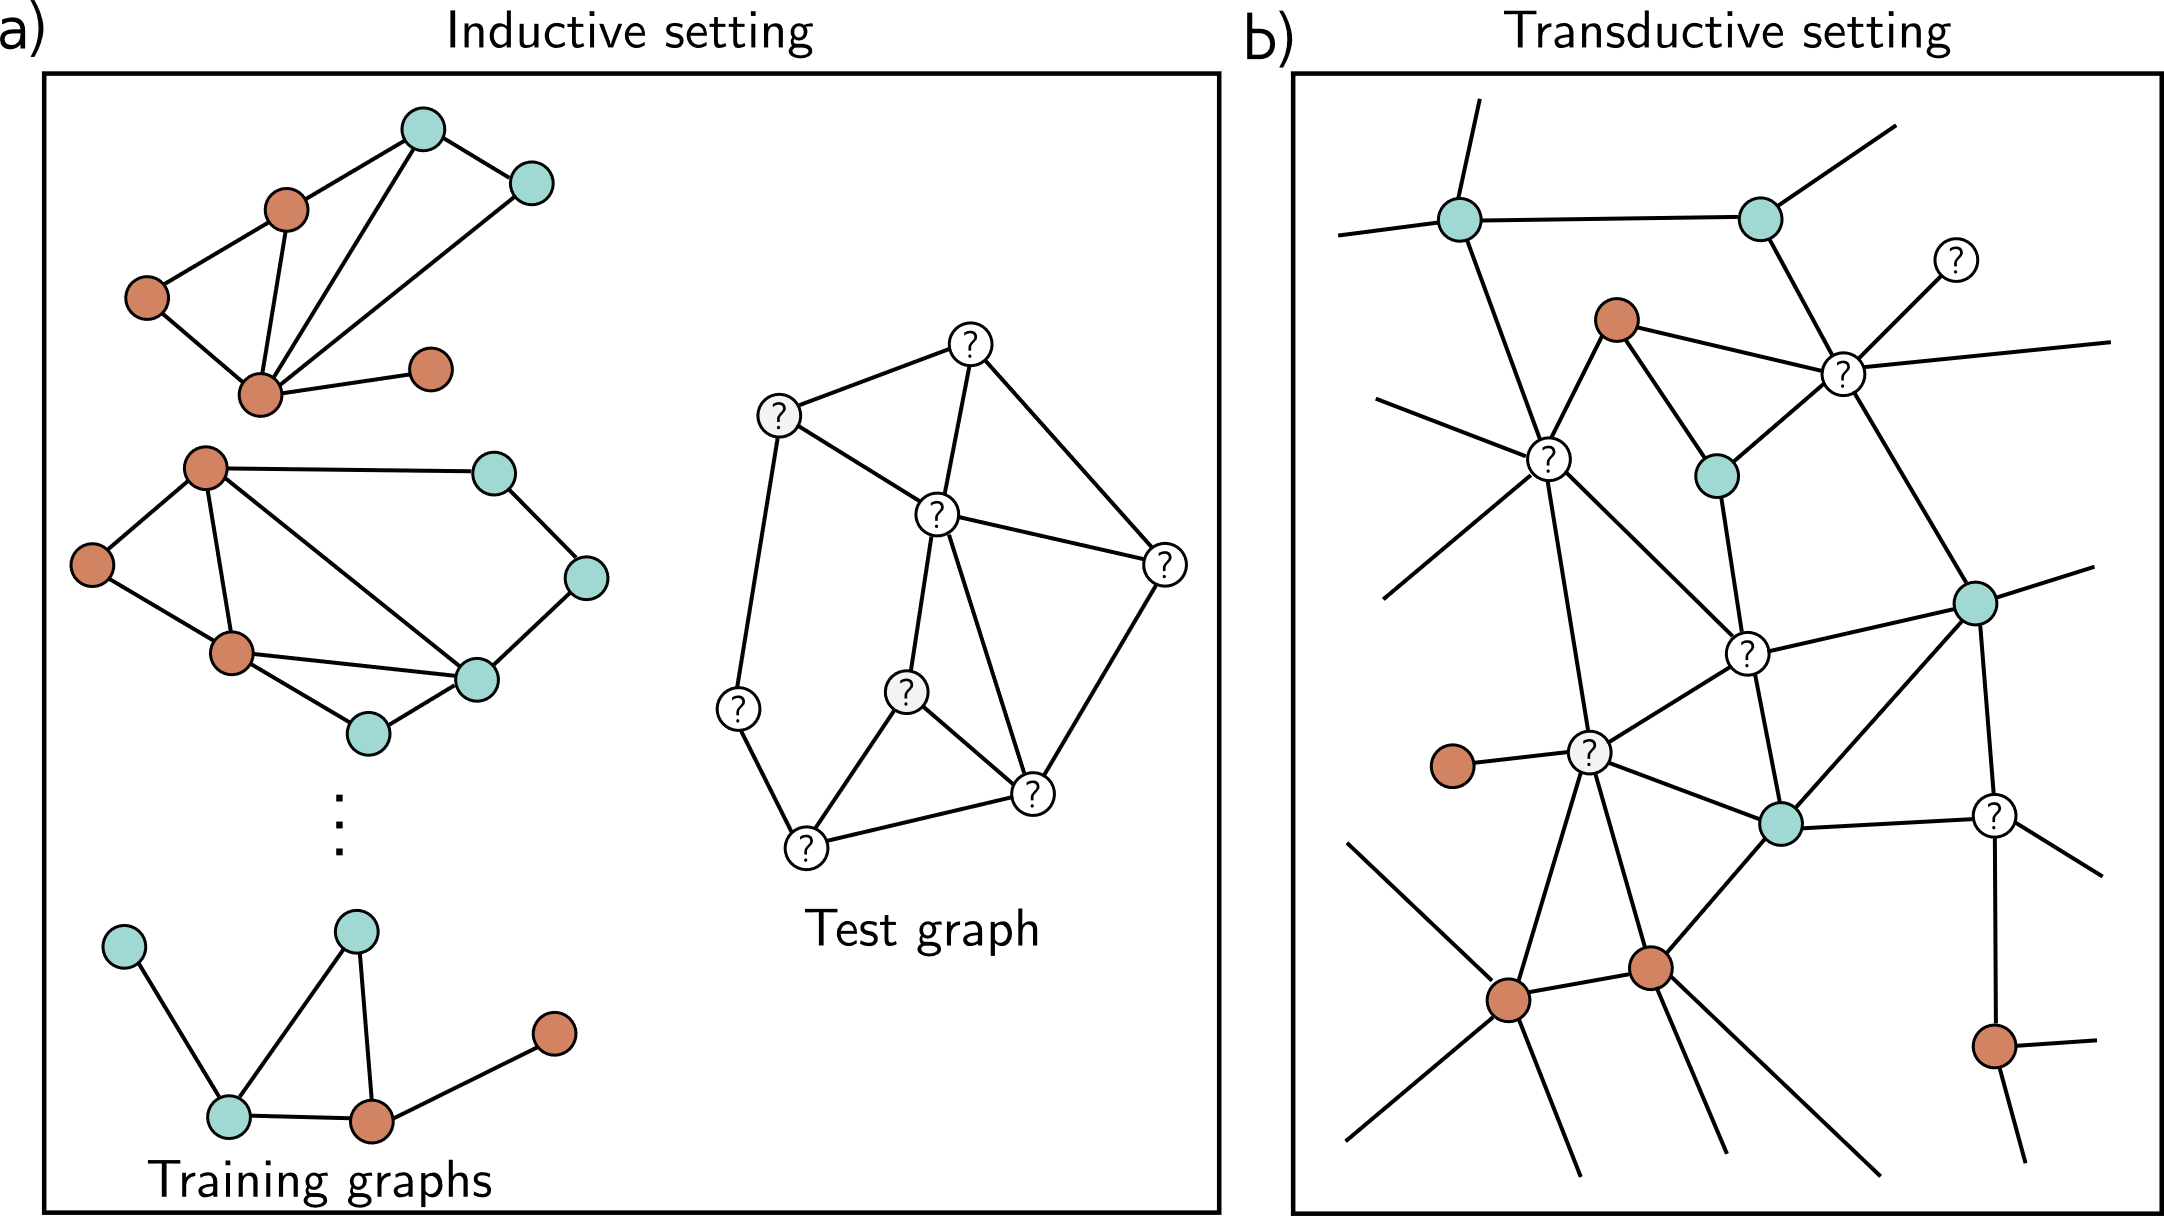 a)
Inductive setting
?
?
?
?
?
?
?
?
Test graph
Training graphs
b)
Transductive setting
?
?
?
?
?
?